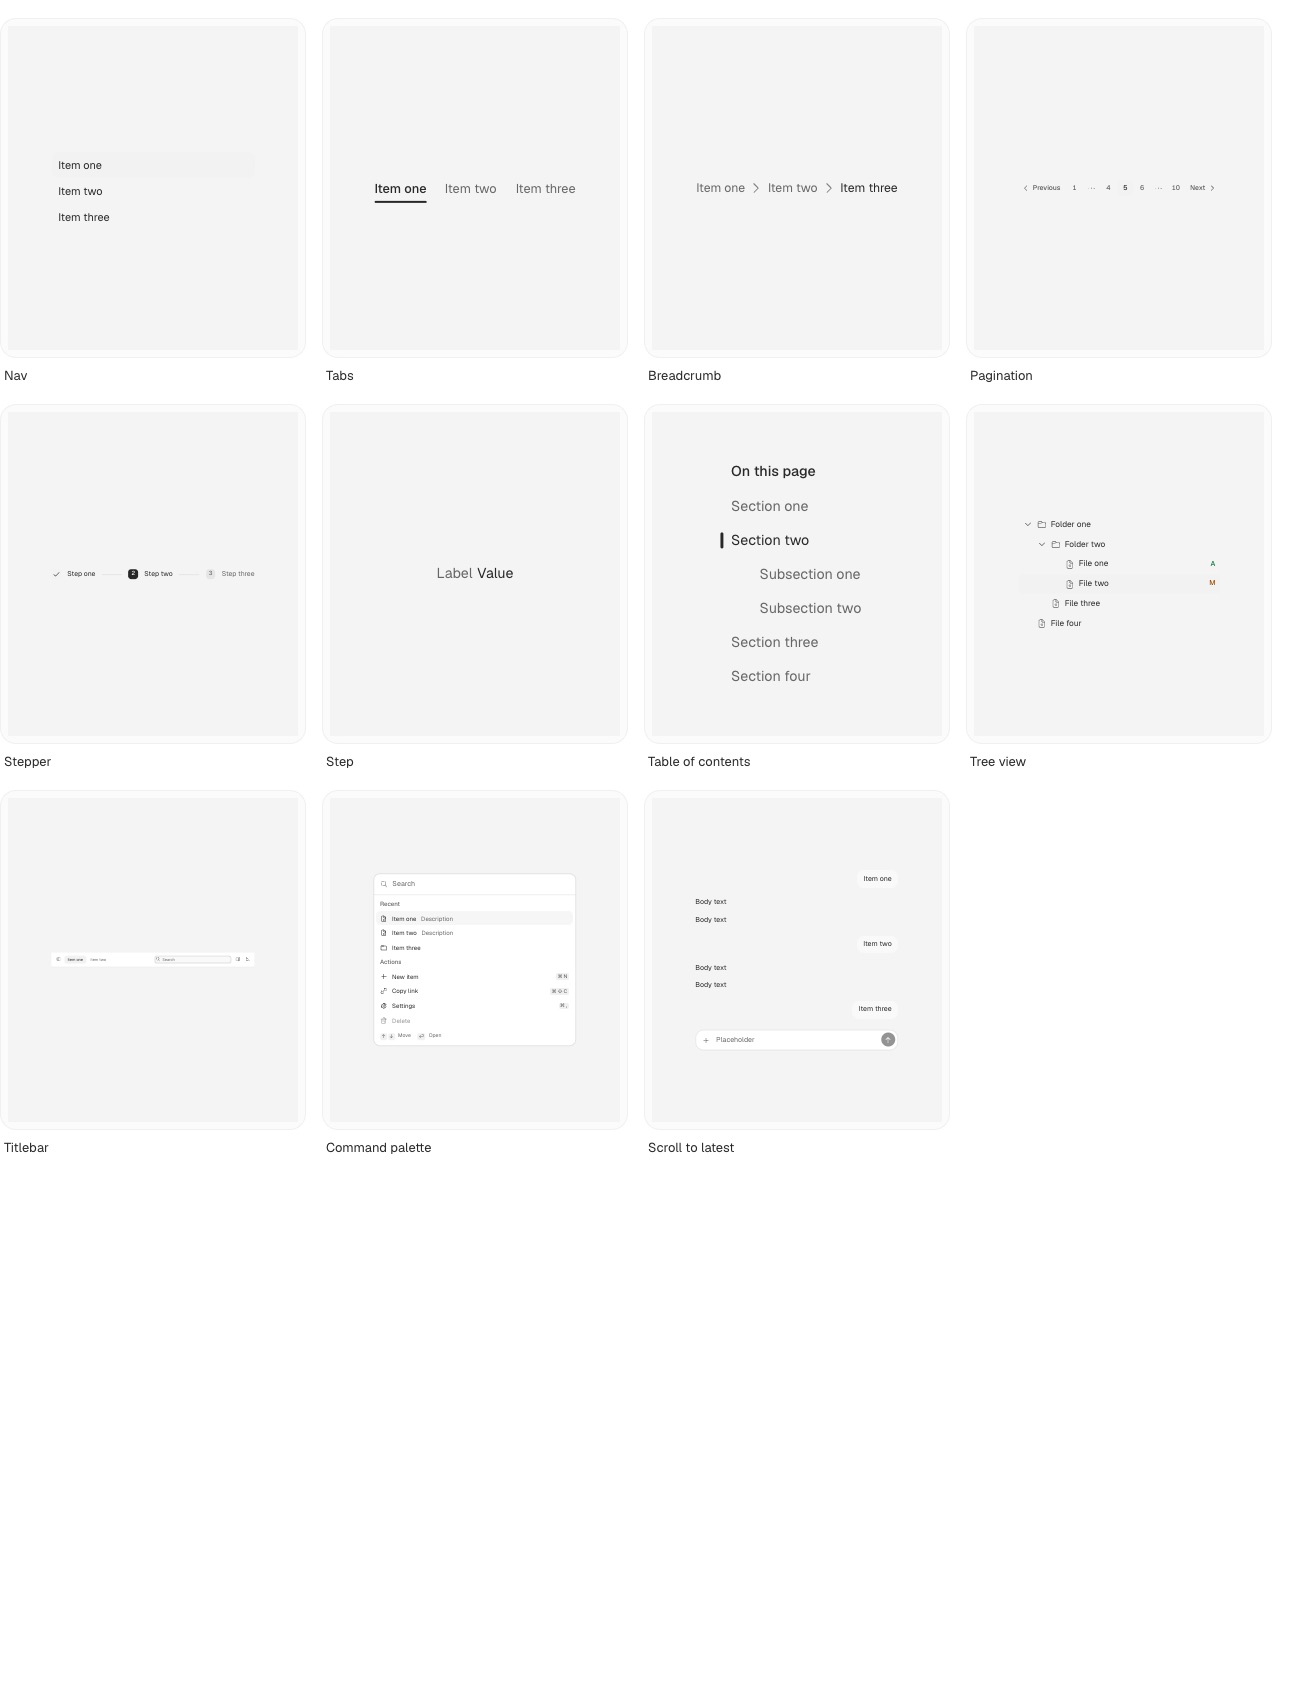 Item one
Item two
Item three
Item one Item two Item three
Item one Item two Item three
Previous 1 ... 4 5 6 ... 10 Next
Nav
Tabs
Breadcrumb
Pagination
Step one 2 Step two 3 Step three
Label Value
On this page
Section one
Section two
Subsection one
Subsection two
Section three
Section four
Folder one
Folder two
File one A
File two M
File three
File four
Stepper
Step
Table of contents
Tree view
Item one Item two Search
Search
Recent
Item one Description
Item two Description
Item three
Actions
New item ⌘ N
Copy link ⌘ ⇧ C
Settings ⌘ ,
Delete
↑ ↓ Move Open
Item one
Body text
Body text
Item two
Body text
Body text
Item three
Placeholder
Titlebar
Command palette
Scroll to latest